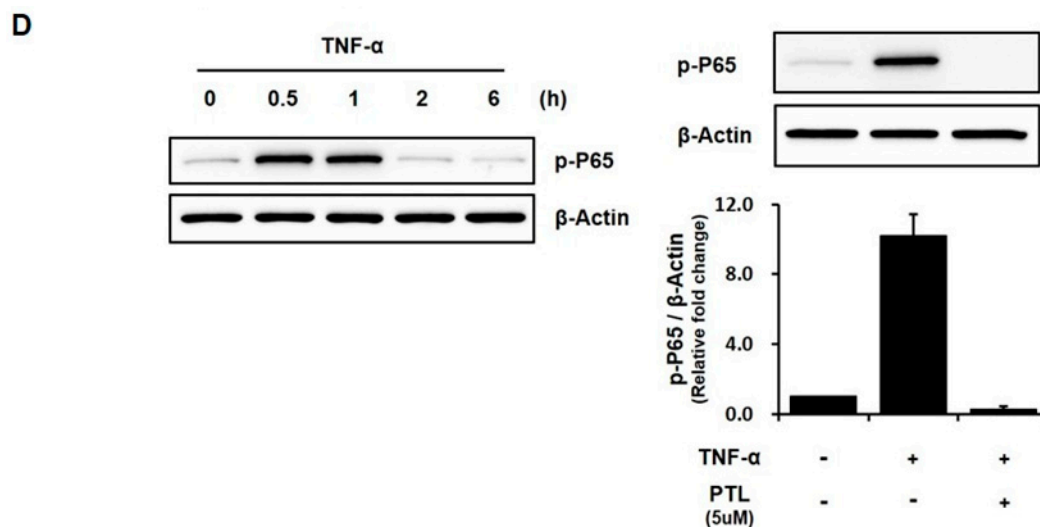 D
TNF-α
0 0.5 1 2 6 (h)
p-P65
β-Actin
p-P65
β-Actin
p-P65 / β-Actin
(Relative fold change)
12.0
8.0
4.0
0.0
TNF-α - + +
PTL - - +
(5uM)